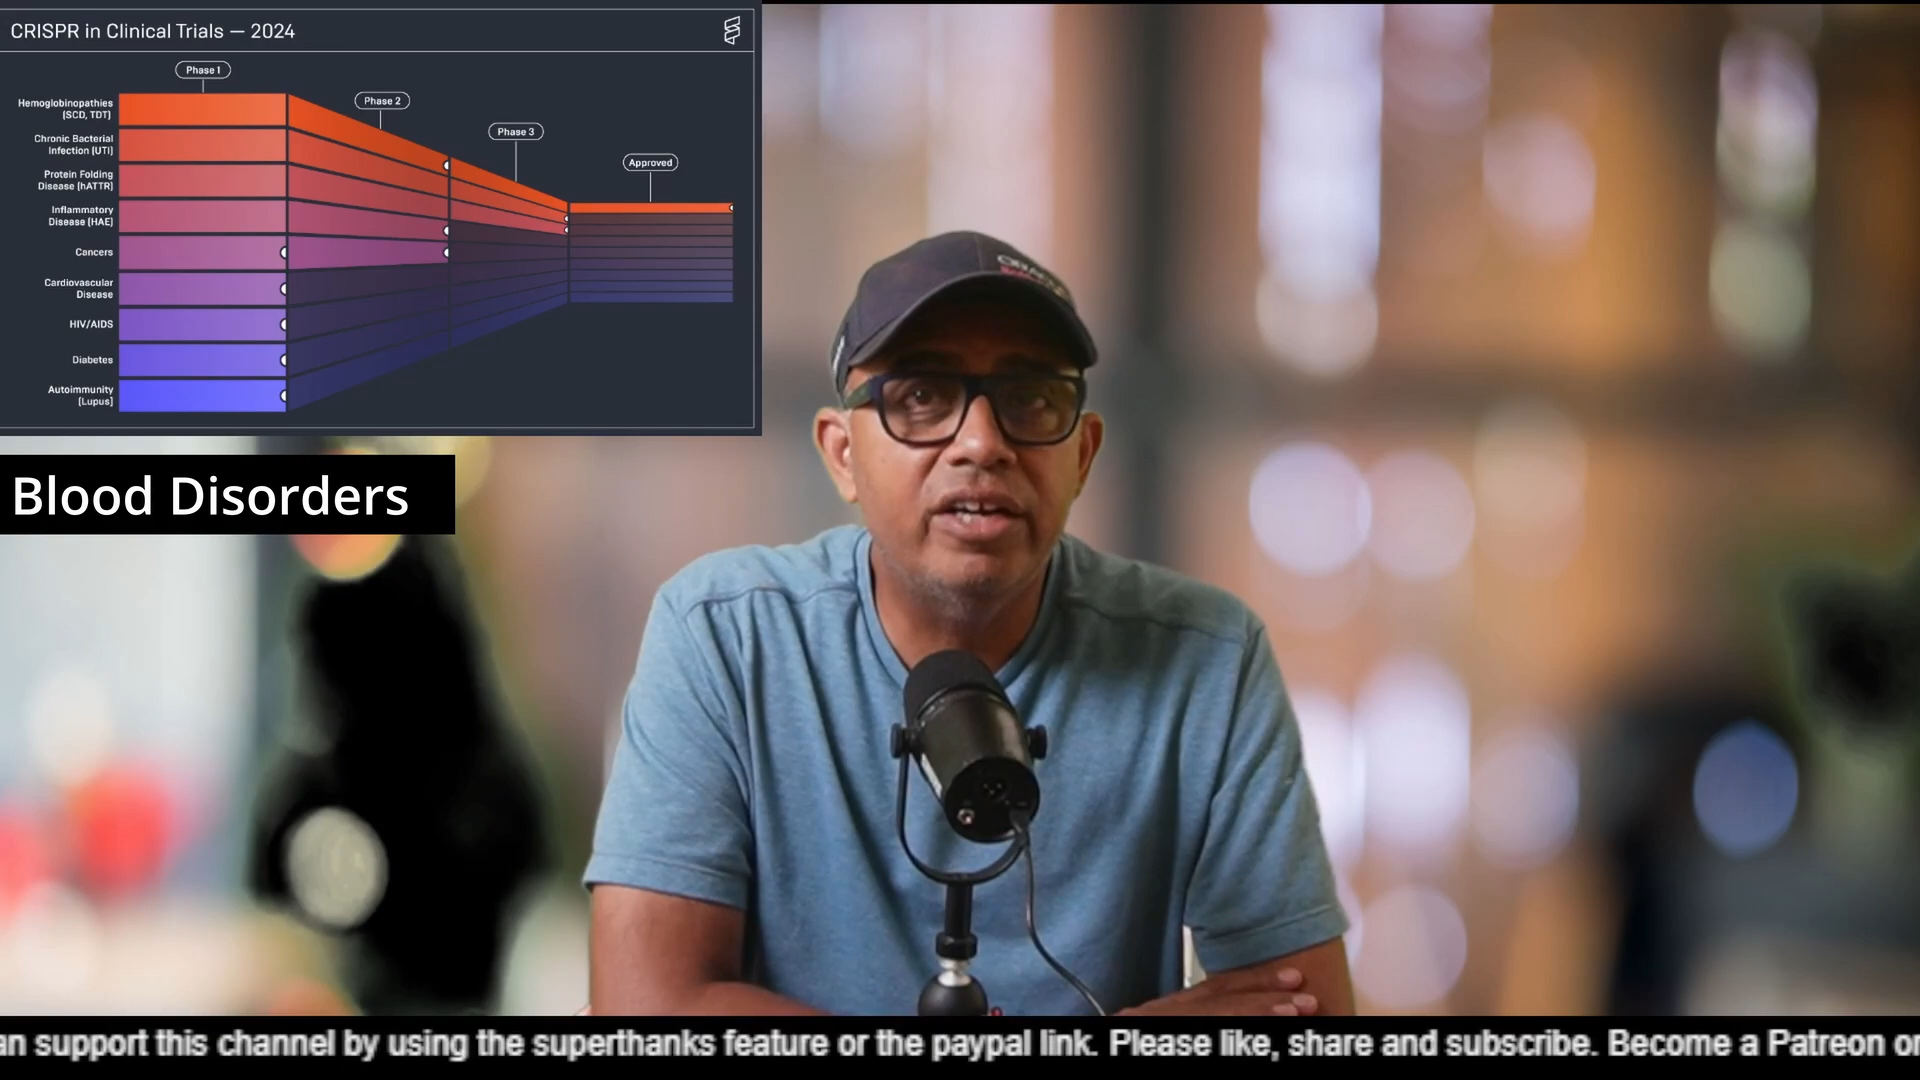 CRISPR in Clinical Trials — 2024
Phase 1
Phase 2
Phase 3
Approved
Hemoglobinopathies
(SCD, TDT)
Chronic Bacterial
Infection (UTI)
Protein Folding
Disease (hATTR)
Inflammatory
Disease (HAE)
Cancers
Cardiovascular
Disease
HIV/AIDS
Diabetes
Autoimmunity
(Lupus)
Blood Disorders
an support this channel by using the superthanks feature or the paypal link. Please like, share and subscribe. Become a Patreon or